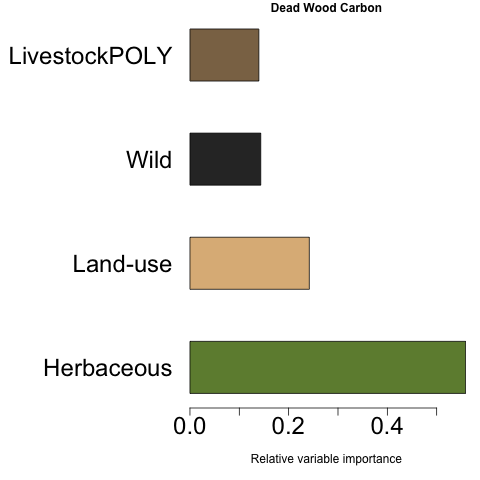 Dead Wood Carbon
LivestockPOLY
Wild
Land-use
Herbaceous
0.0 0.2 0.4
Relative variable importance